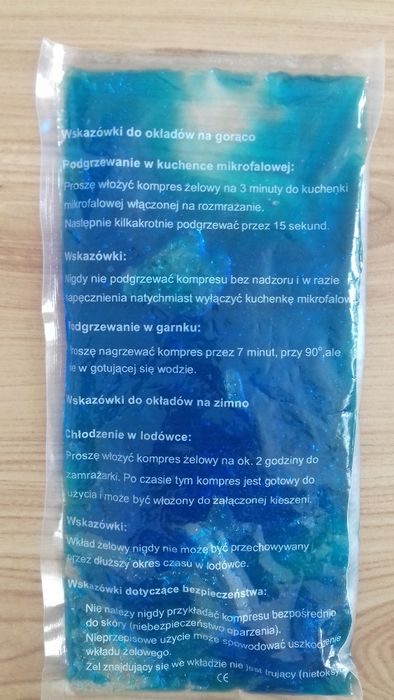 Wskazówki do okładów na gorąco
Podgrzewanie w kuchence mikrofalowej:
Proszę włożyć kompres żelowy na 3 minuty do kuchenki
mikrofalowej włączonej na rozmrażanie.
Następnie kilkakrotnie podgrzewać przez 15 sekund.
Wskazówki:
Nigdy nie podgrzewać kompresu bez nadzoru i w razie
napęcznienia natychmiast wyłączyć kuchenkę mikrofalow
Podgrzewanie w garnku:
Proszę nagrzewać kompres przez 7 minut, przy 90°,ale
nie w gotującej się wodzie.
Wskazówki do okładów na zimno
Chłodzenie w lodówce:
Proszę włożyć kompres żelowy na ok. 2 godziny do
zamrażarki. Po czasie tym kompres jest gotowy do
użycia i może być włożony do załączonej kieszeni.
Wskazówki:
Wkład żelowy nigdy nie może być przechowywany
przez dłuższy okres czasu w lodówce.
Wskazówki dotyczące bezpieczeństwa:
Nie należy nigdy przykładać kompresu bezpośrednio
do skóry (niebezpieczeństwo oparzenia).
Nieprzepisowe użycie może spowodować uszkodzenie
wkładu żelowego.
Żel znajdujący się we wkładzie nie jest trujący (nietoksy
CE